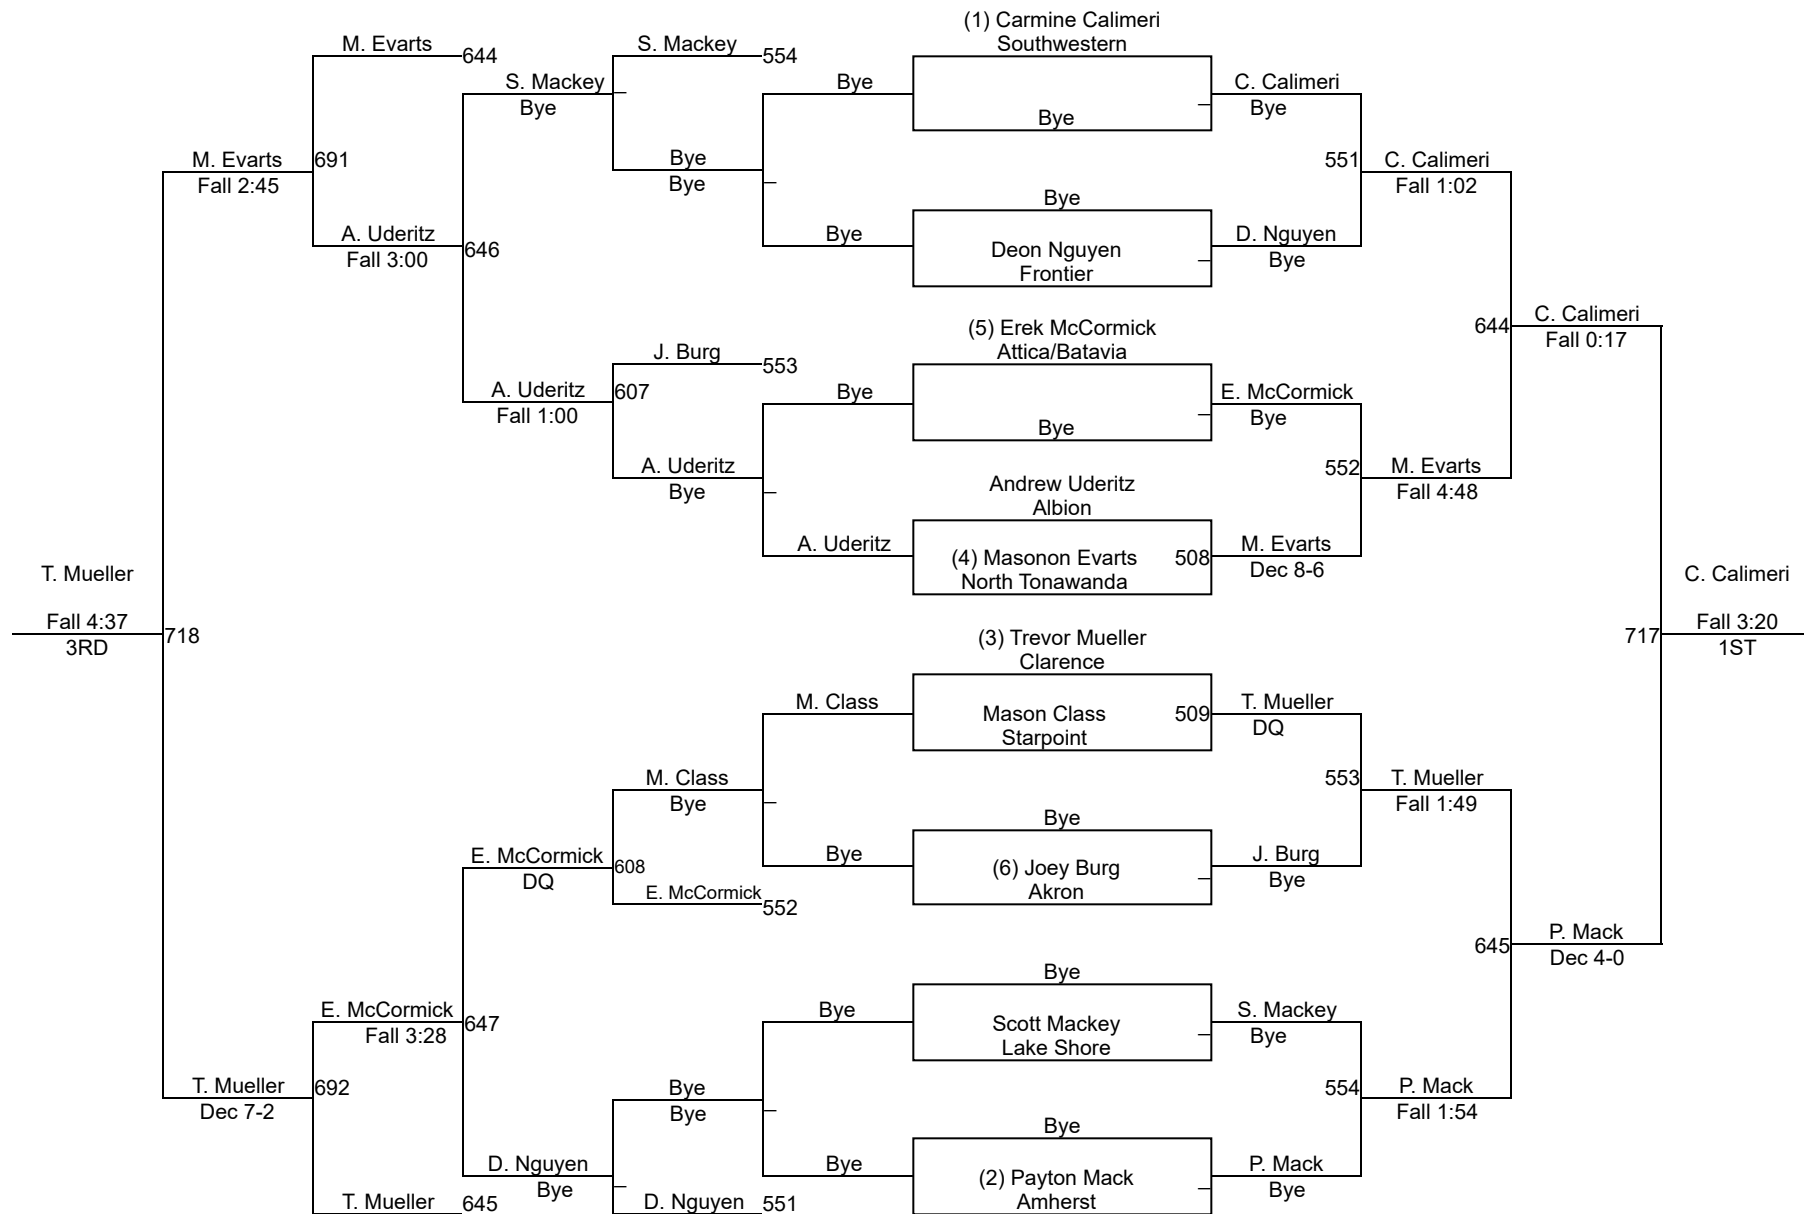 (1) Carmine Calimeri
Southwestern
M. Evarts
644
S. Mackey
554
S. Mackey
Bye
Bye
Bye
C. Calimeri
Bye
M. Evarts
Fall 2:45
691
Bye
Bye
551
C. Calimeri
Fall 1:02
Bye
A. Uderitz
Fall 3:00
646
Bye
Deon Nguyen
Frontier
D. Nguyen
Bye
(5) Erek McCormick
Attica/Batavia
644
C. Calimeri
Fall 0:17
J. Burg
553
A. Uderitz
Fall 1:00
607
Bye
Bye
E. McCormick
Bye
A. Uderitz
Bye
552
M. Evarts
Fall 4:48
Andrew Uderitz
Albion
A. Uderitz
(4) Masonon Evarts
North Tonawanda
508
M. Evarts
Dec 8-6
T. Mueller
Fall 4:37
3RD
718
C. Calimeri
Fall 3:20
1ST
717
(3) Trevor Mueller
Clarence
M. Class
Mason Class
Starpoint
509
T. Mueller
DQ
M. Class
Bye
553
T. Mueller
Fall 1:49
Bye
E. McCormick
DQ
608
Bye
(6) Joey Burg
Akron
J. Burg
Bye
E. McCormick
552
645
P. Mack
Dec 4-0
Bye
E. McCormick
Fall 3:28
647
Bye
Scott Mackey
Lake Shore
S. Mackey
Bye
T. Mueller
Dec 7-2
692
Bye
Bye
554
P. Mack
Fall 1:54
Bye
D. Nguyen
Bye
Bye
(2) Payton Mack
Amherst
P. Mack
Bye
T. Mueller
645
D. Nguyen
551